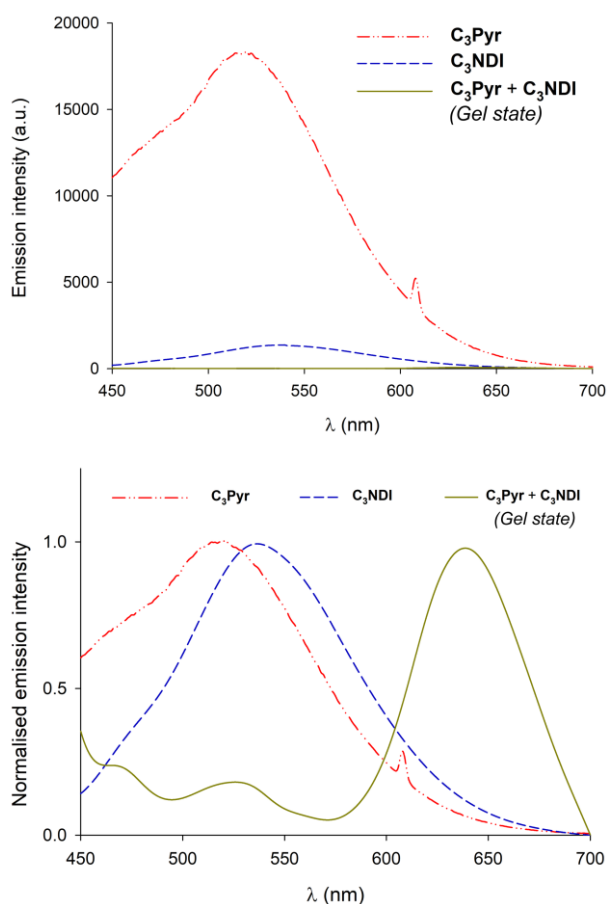 20000
15000
10000
5000
0
Emission intensity (a.u.)
C₃Pyr
C₃NDI
C₃Pyr + C₃NDI
(Gel state)
450 500 550 600 650 700
λ (nm)
C₃Pyr C₃NDI C₃Pyr + C₃NDI
(Gel state)
1.0
0.5
0.0
Normalised emission intensity
450 500 550 600 650 700
λ (nm)